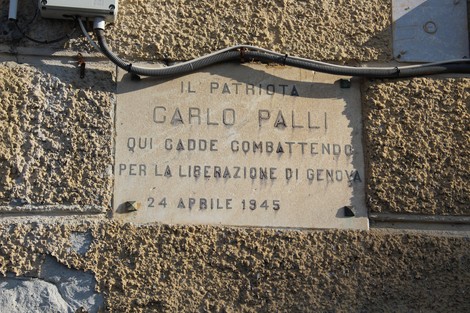 IL PATRIOTA
CARLO PALLI
QUI CADDE COMBATTENDO
PER LA LIBERAZIONE DI GENOVA
24 APRILE 1945